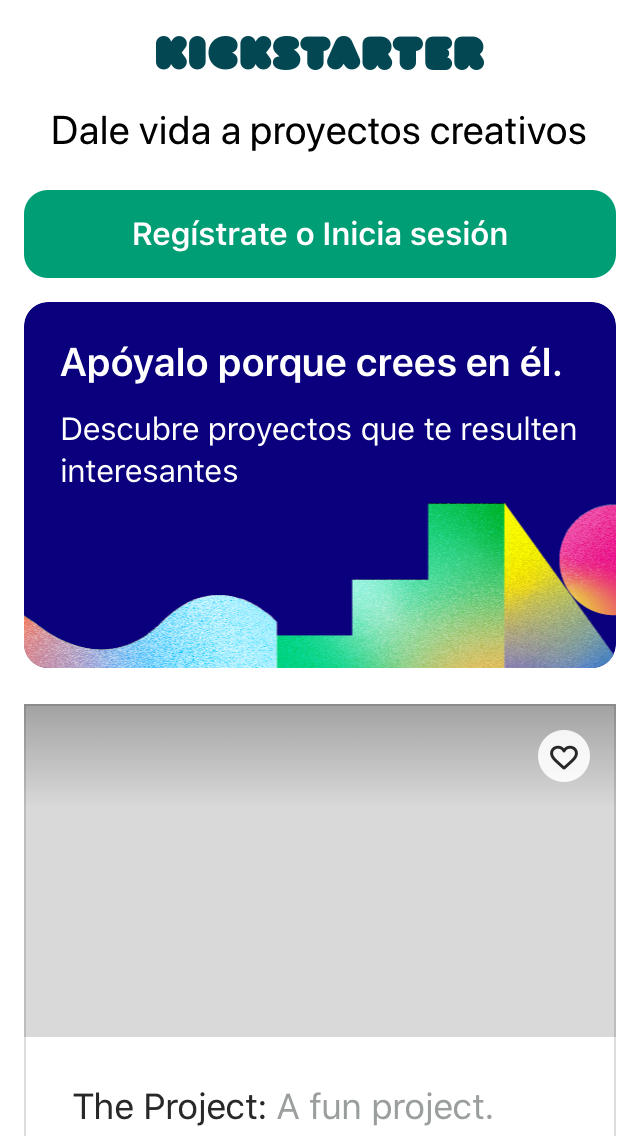 KICKSTARTER
Dale vida a proyectos creativos
Regístrate o Inicia sesión
Apóyalo porque crees en él.
Descubre proyectos que te resulten
interesantes
The Project: A fun project.